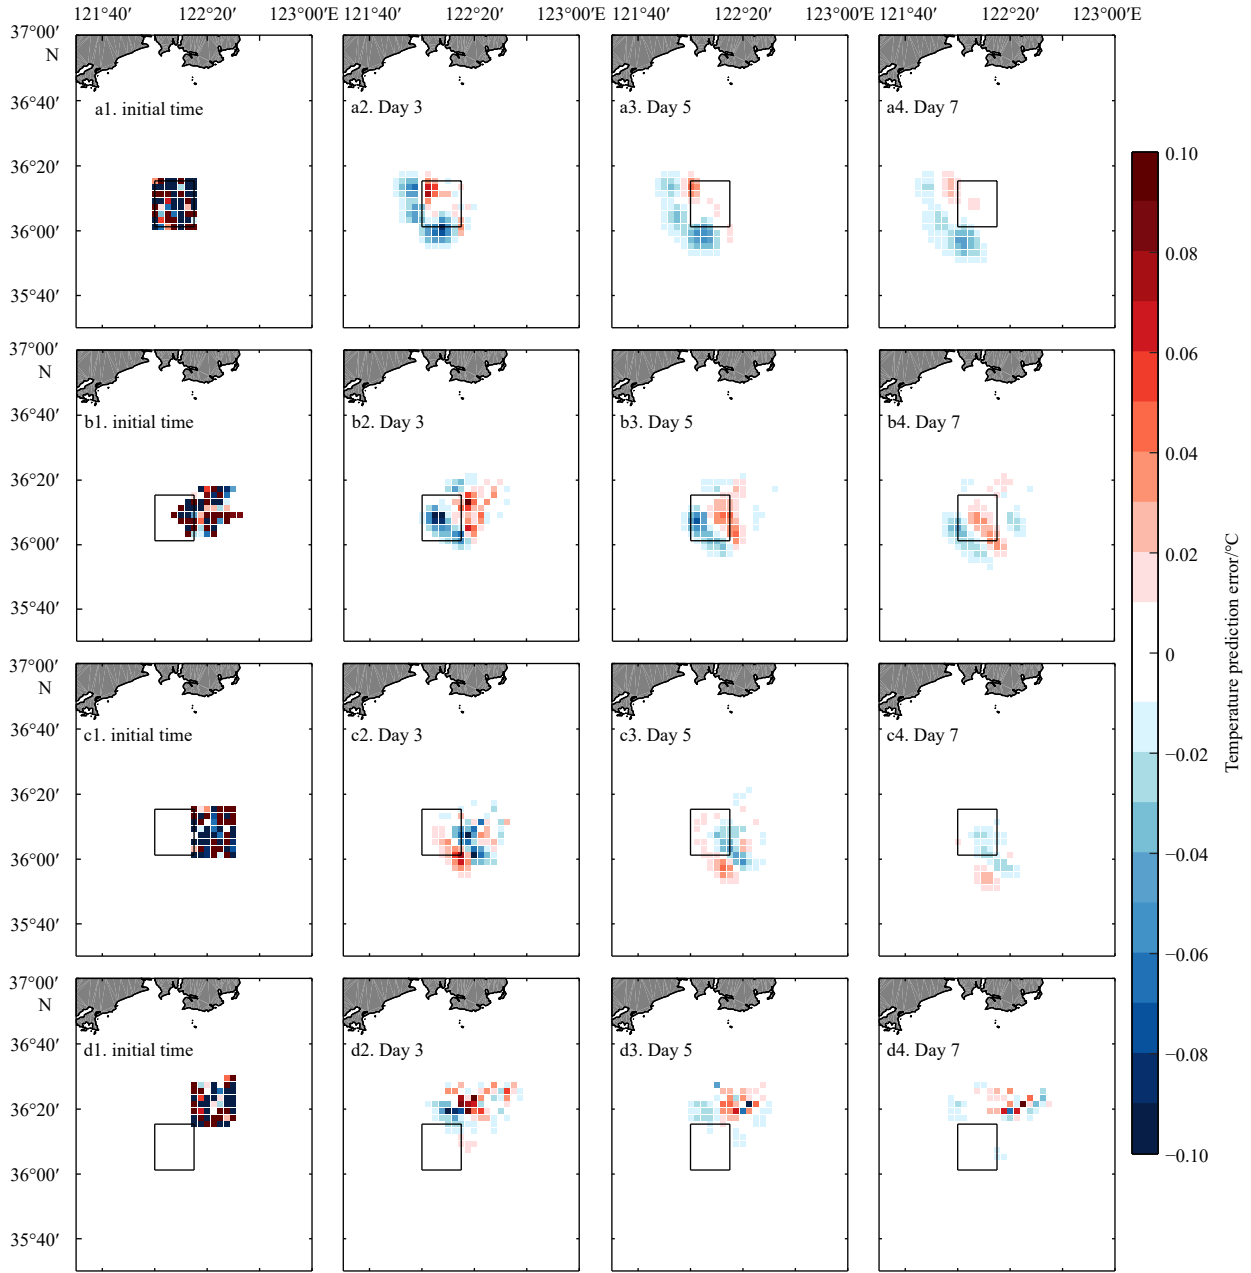 121°40′ 122°20′ 123°00′E 121°40′ 122°20′ 123°00′E 121°40′ 122°20′ 123°00′E
37°00′
N
36°40′
36°20′
36°00′
35°40′
a1. initial time
a2. Day 3
a3. Day 5
a4. Day 7
37°00′
N
36°40′
36°20′
36°00′
35°40′
b1. initial time
b2. Day 3
b3. Day 5
b4. Day 7
37°00′
N
36°40′
36°20′
36°00′
35°40′
c1. initial time
c2. Day 3
c3. Day 5
c4. Day 7
37°00′
N
36°40′
36°20′
36°00′
35°40′
d1. initial time
d2. Day 3
d3. Day 5
d4. Day 7
0.10
0.08
0.06
0.04
0.02
0
−0.02
−0.04
−0.06
−0.08
−0.10
Temperature prediction error/°C